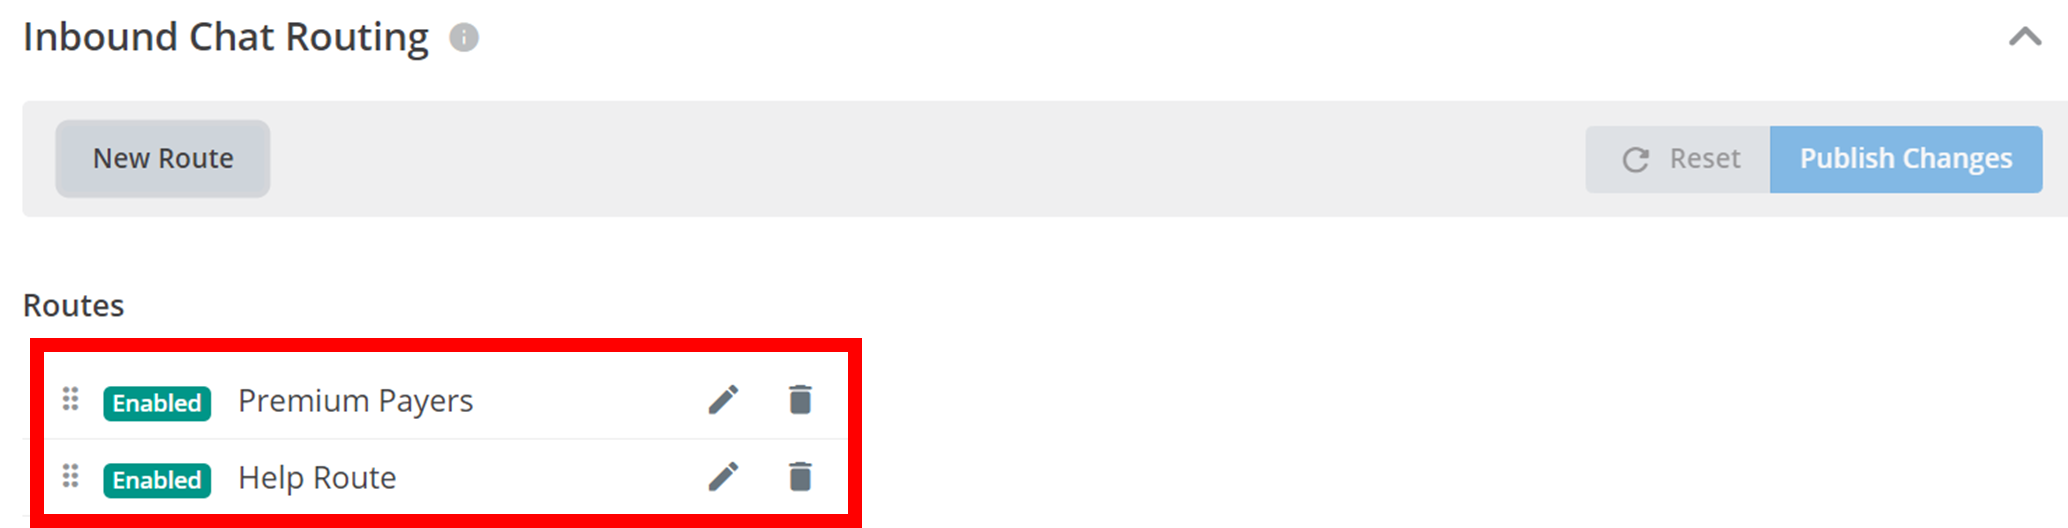 Inbound Chat Routing
New Route
Reset
Publish Changes
Routes
Enabled Premium Payers
Enabled Help Route